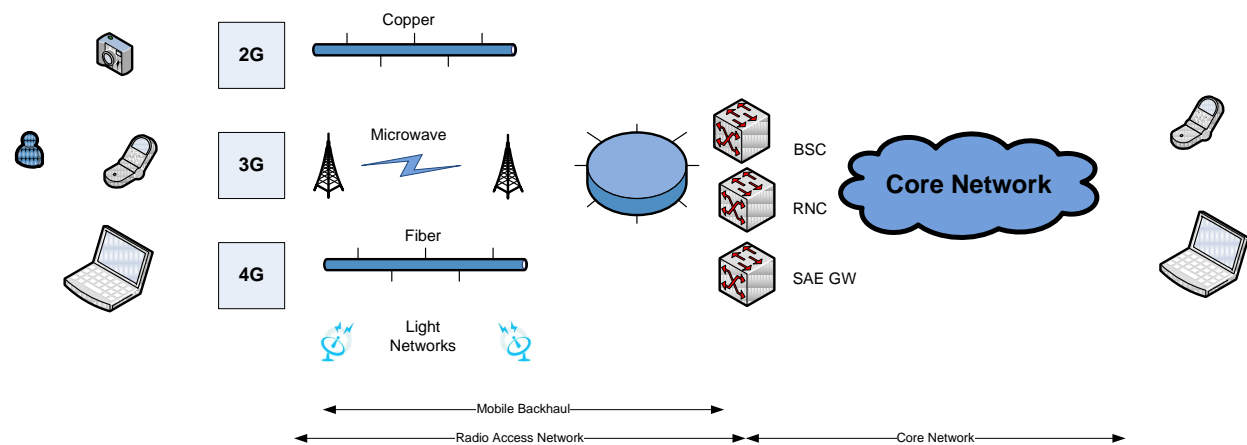 Copper
2G
Microwave
3G
BSC
Core Network
RNC
Fiber
4G
SAE GW
Light
Networks
Mobile Backhaul
Radio Access Network
Core Network